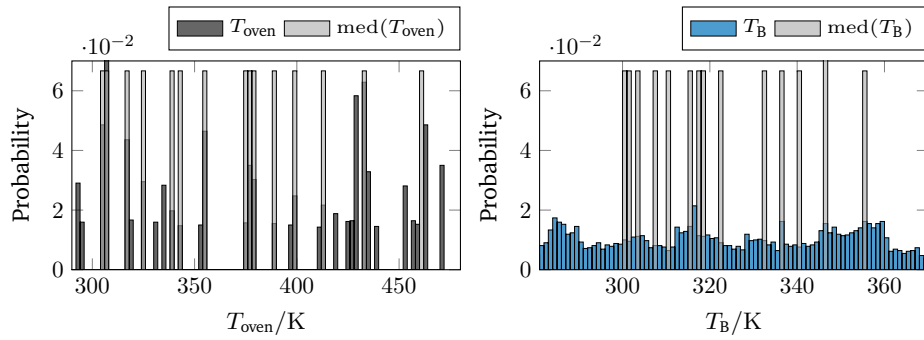 T_oven med(T_oven) T_B med(T_B)
·10⁻² ·10⁻²
6 6
4 4
2 2
0 0
Probability Probability
300 350 400 450 300 320 340 360
T_oven/K T_B/K